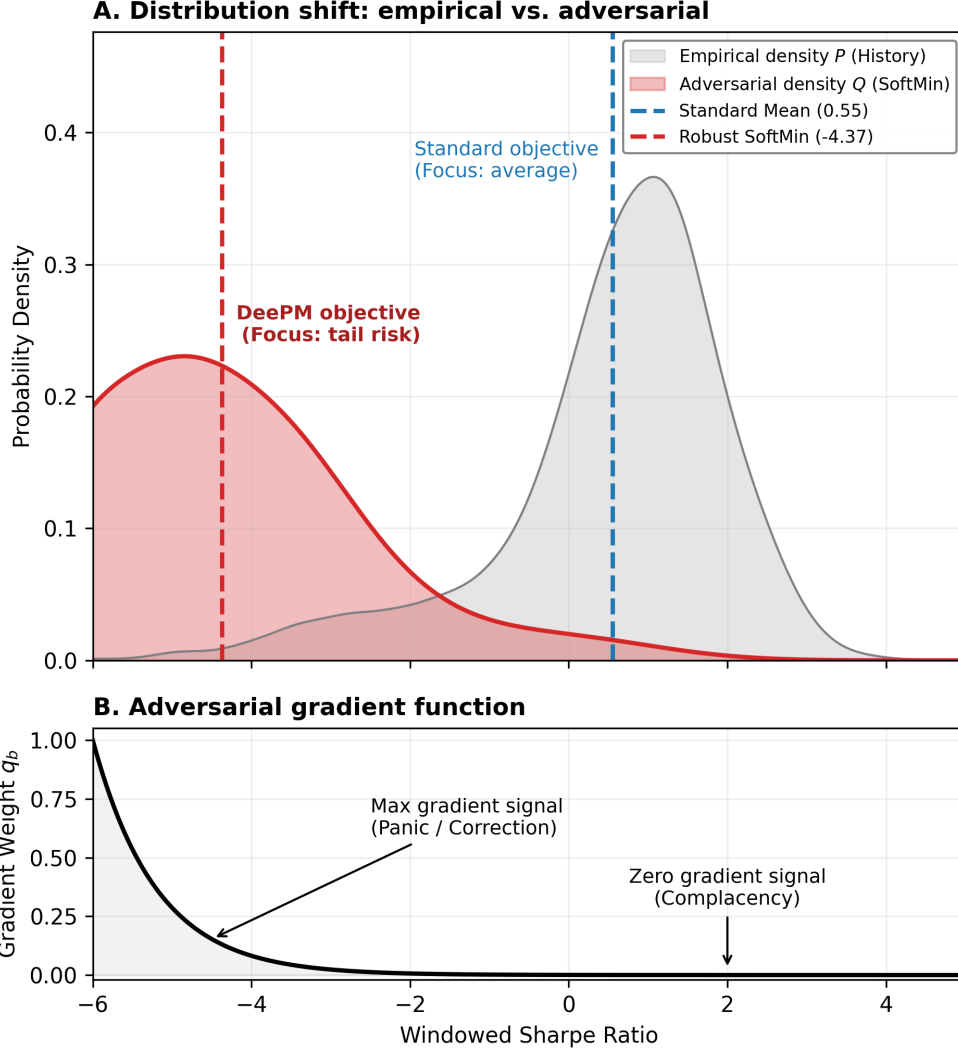 A. Distribution shift: empirical vs. adversarial
Empirical density P (History)
Adversarial density Q (SoftMin)
Standard Mean (0.55)
Robust SoftMin (-4.37)
Standard objective
(Focus: average)
DeePM objective
(Focus: tail risk)
Probability Density
0.4
0.3
0.2
0.1
0.0
B. Adversarial gradient function
Gradient Weight q_b
1.00
0.75
0.50
0.25
0.00
Max gradient signal
(Panic / Correction)
Zero gradient signal
(Complacency)
−6 −4 −2 0 2 4
Windowed Sharpe Ratio